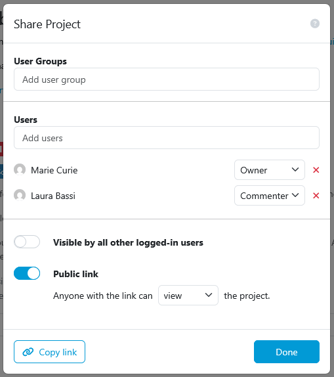 Share Project
?
User Groups
Add user group
Users
Add users
Marie Curie Owner
Laura Bassi Commenter
Visible by all other logged-in users
Public link
Anyone with the link can view the project.
Copy link Done